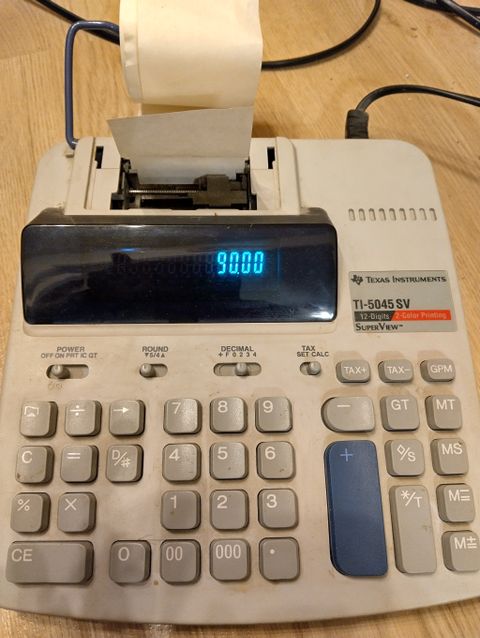 90.00
TEXAS INSTRUMENTS
TI-5045 SV
12-Digits 2-Color Printing
SUPERVIEW™
POWER ROUND DECIMAL TAX
OFF ON PRT IC GT ▼5/4▲ + F 0 2 3 4 SET CALC
TAX+ TAX− GPM
÷ → 7 8 9 − GT MT
C = D/# 4 5 6 + ◊/S MS
% × 1 2 3 */T M=
CE 0 00 000 . M±